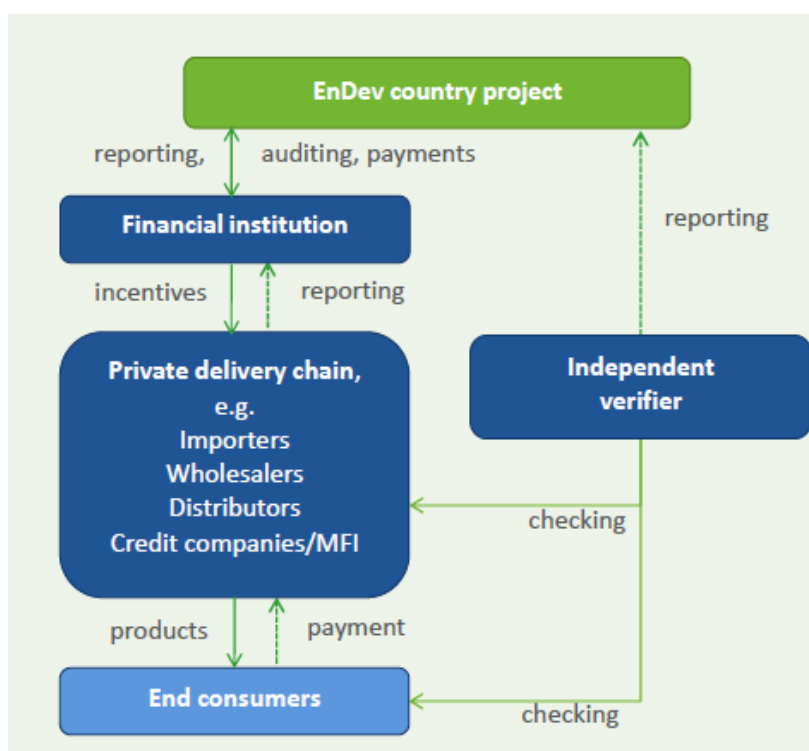 EnDev country project
reporting, auditing, payments
Financial institution
reporting
incentives reporting
Private delivery chain,
e.g.
Importers
Wholesalers
Distributors
Credit companies/MFI
Independent
verifier
checking
products payment
End consumers
checking